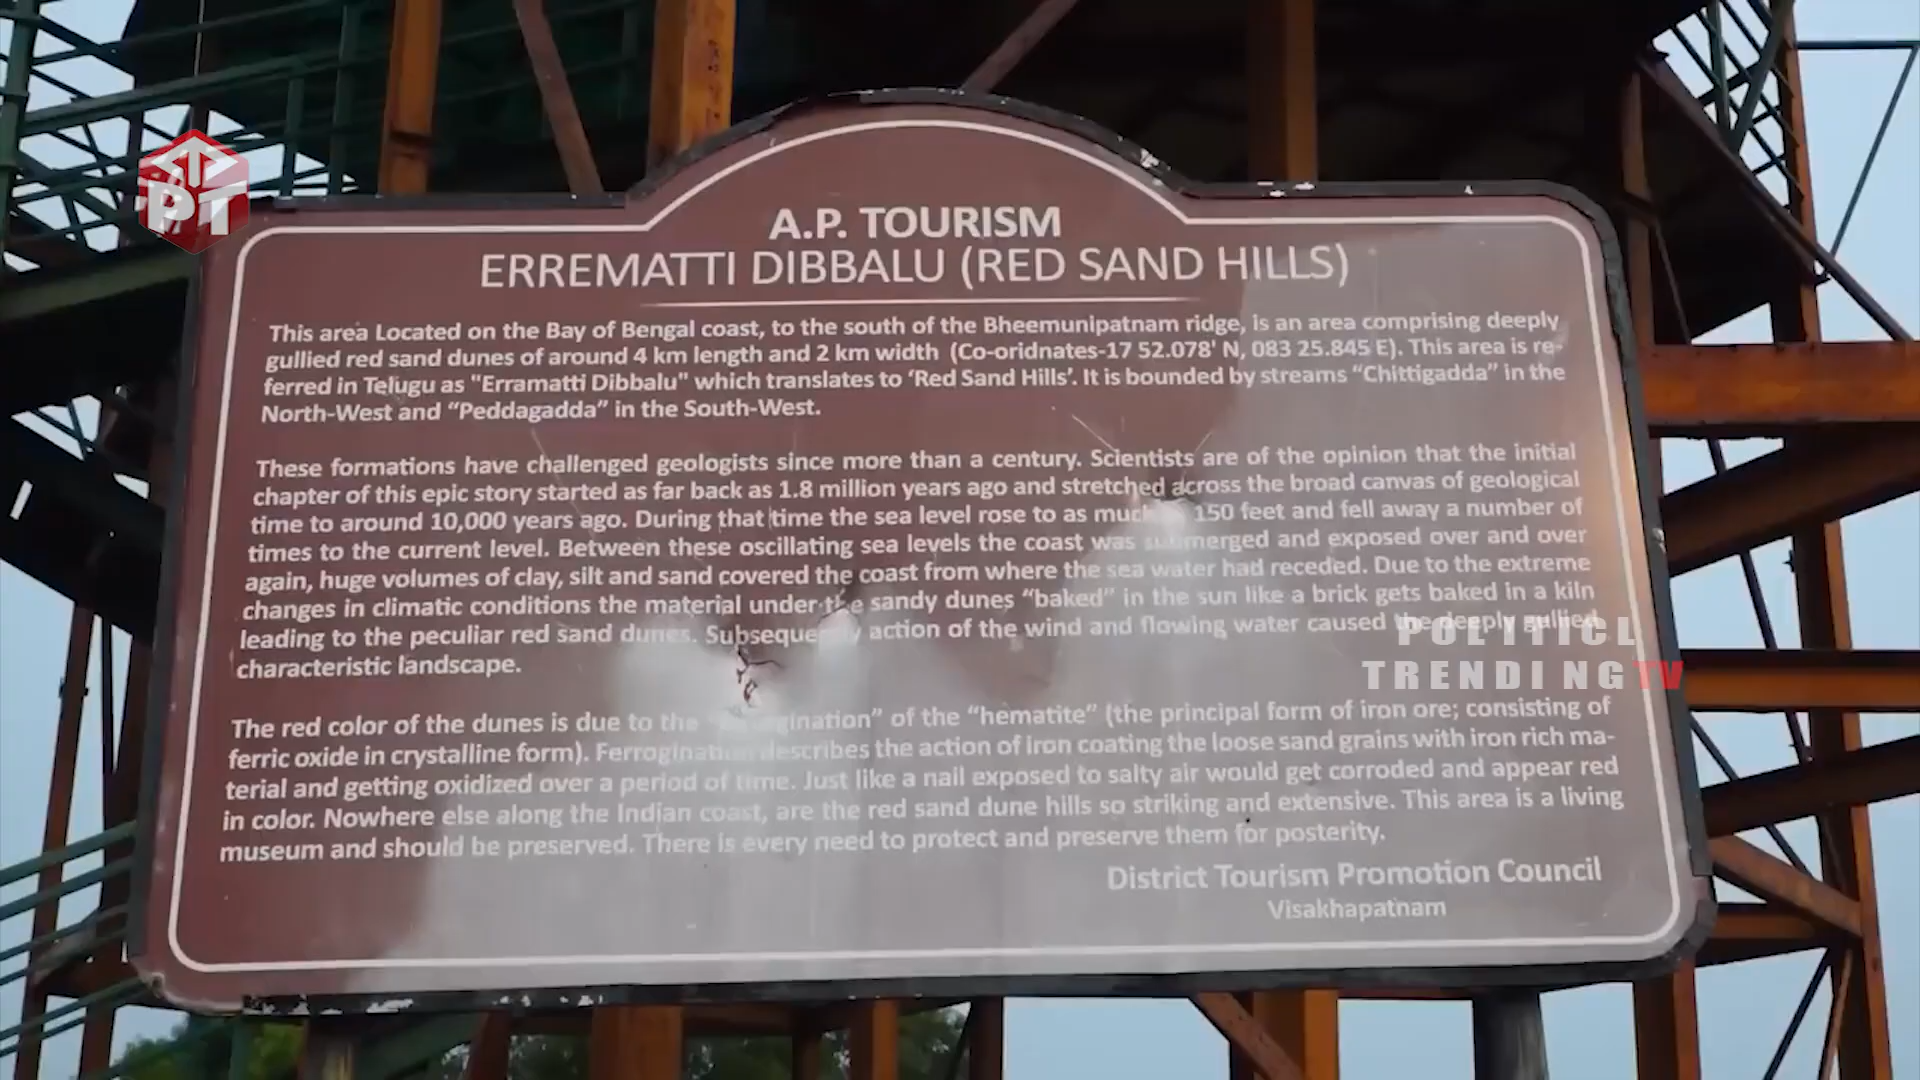 A.P. TOURISM
ERREMATTI DIBBALU (RED SAND HILLS)
This area Located on the Bay of Bengal coast, to the south of the Bheemunipatnam ridge, is an area comprising deeply
gullied red sand dunes of around 4 km length and 2 km width (Co-oridnates-17 52.078' N, 083 25.845 E). This area is re-
ferred in Telugu as "Erramatti Dibbalu" which translates to 'Red Sand Hills'. It is bounded by streams "Chittigadda" in the
North-West and "Peddagadda" in the South-West.
These formations have challenged geologists since more than a century. Scientists are of the opinion that the initial
chapter of this epic story started as far back as 1.8 million years ago and stretched across the broad canvas of geological
time to around 10,000 years ago. During that time the sea level rose to as 150 feet and fell away a number of
times to the current level. Between these oscillating sea levels the coast was submerged and exposed over and over
again, huge volumes of clay, silt and sand covered the coast from where the sea water had receded. Due to the extreme
changes in climatic conditions the material under the sandy dunes "baked" in the sun like a brick gets baked in a kiln
leading to the peculiar red sand dunes. action of the wind and flowing water caused the deeply gullied
characteristic landscape.
The red color of the dunes is due to the of the "hematite" (the principal form of iron ore; consisting of
ferric oxide in crystalline form). Ferrogination describes the action of iron coating the loose sand grains with iron rich ma-
terial and getting oxidized over a period of time. Just like a nail exposed to salty air would get corroded and appear red
in color. Nowhere else along the Indian coast, are the red sand dune hills so striking and extensive. This area is a living
museum and should be preserved. There is every need to protect and preserve them for posterity.
District Tourism Promotion Council
Visakhapatnam
PT
POLITICL
TRENDING TV